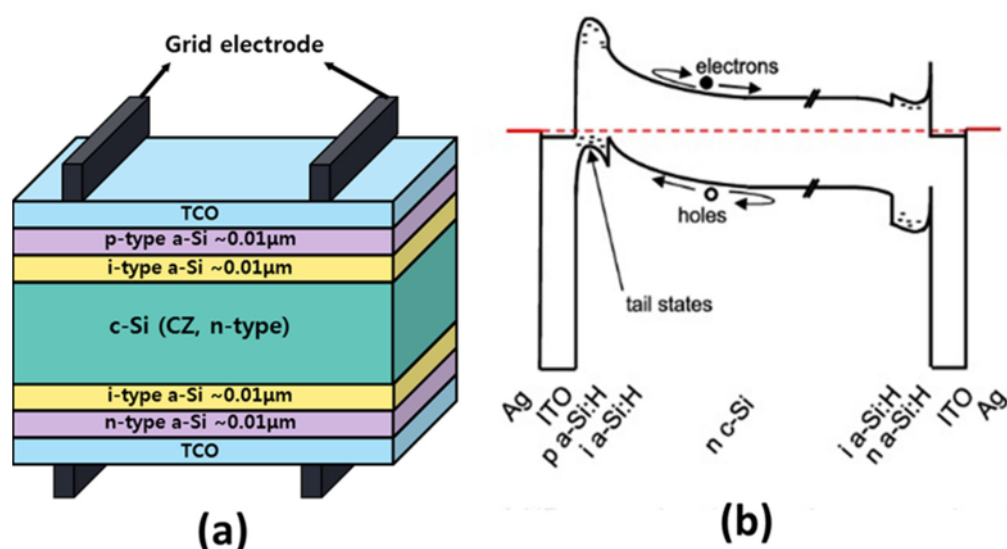 Grid electrode
TCO
p-type a-Si ~0.01μm
i-type a-Si ~0.01μm
c-Si (CZ, n-type)
i-type a-Si ~0.01μm
n-type a-Si ~0.01μm
TCO
(a)
electrons
holes
tail states
Ag
ITO
p a-Si:H
i a-Si:H
n c-Si
i a-Si:H
n a-Si:H
ITO
Ag
(b)